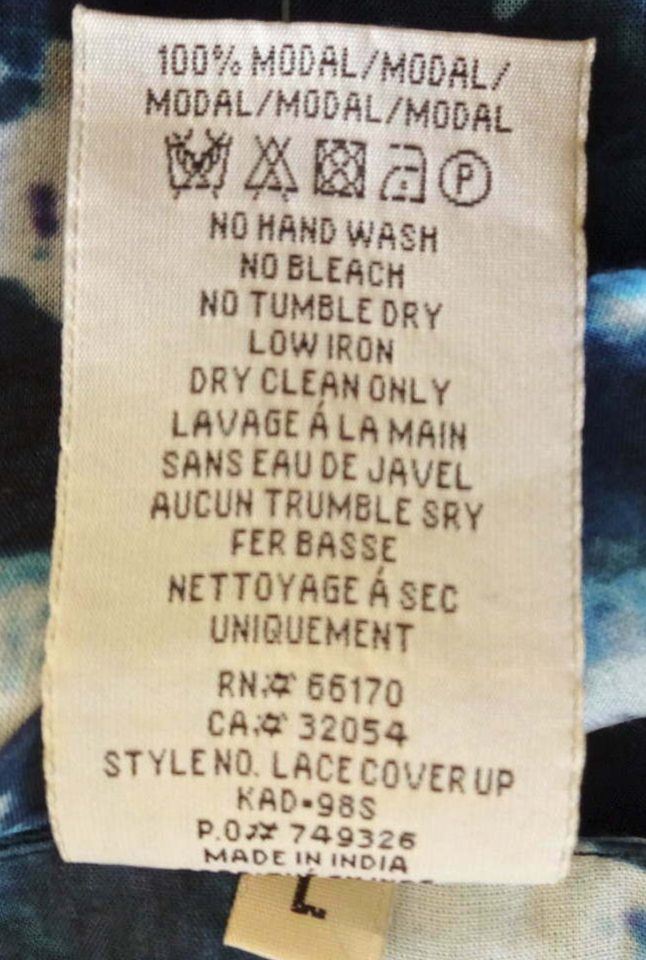 100% MODAL/MODAL/
MODAL/MODAL/MODAL
P
NO HAND WASH
NO BLEACH
NO TUMBLE DRY
LOW IRON
DRY CLEAN ONLY
LAVAGE Á LA MAIN
SANS EAU DE JAVEL
AUCUN TRUMBLE SRY
FER BASSE
NETTOYAGE Á SEC
UNIQUEMENT
RN.# 66170
CA.# 32054
STYLE NO. LACE COVER UP
KAD-98S
P.O.# 749326
MADE IN INDIA
L